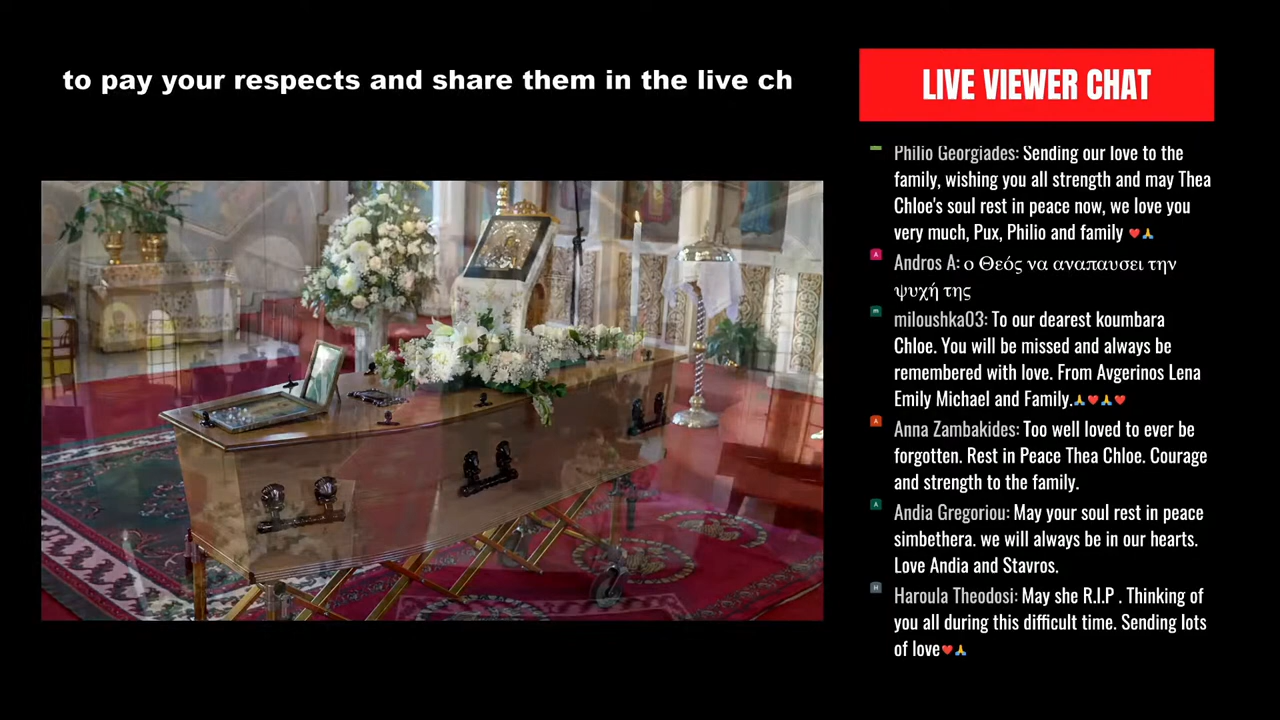 to pay your respects and share them in the live ch
LIVE VIEWER CHAT
Philio Georgiades: Sending our love to the
family, wishing you all strength and may Thea
Chloe's soul rest in peace now, we love you
very much, Pux, Philio and family ❤️🙏
A Andros A: ο Θεός να αναπαυσει την
ψυχή της
m miloushka03: To our dearest koumbara
Chloe. You will be missed and always be
remembered with love. From Avgerinos Lena
Emily Michael and Family.🙏❤️🙏❤️
A Anna Zambakides: Too well loved to ever be
forgotten. Rest in Peace Thea Chloe. Courage
and strength to the family.
A Andia Gregoriou: May your soul rest in peace
simbethera. we will always be in our hearts.
Love Andia and Stavros.
H Haroula Theodosi: May she R.I.P . Thinking of
you all during this difficult time. Sending lots
of love❤️🙏